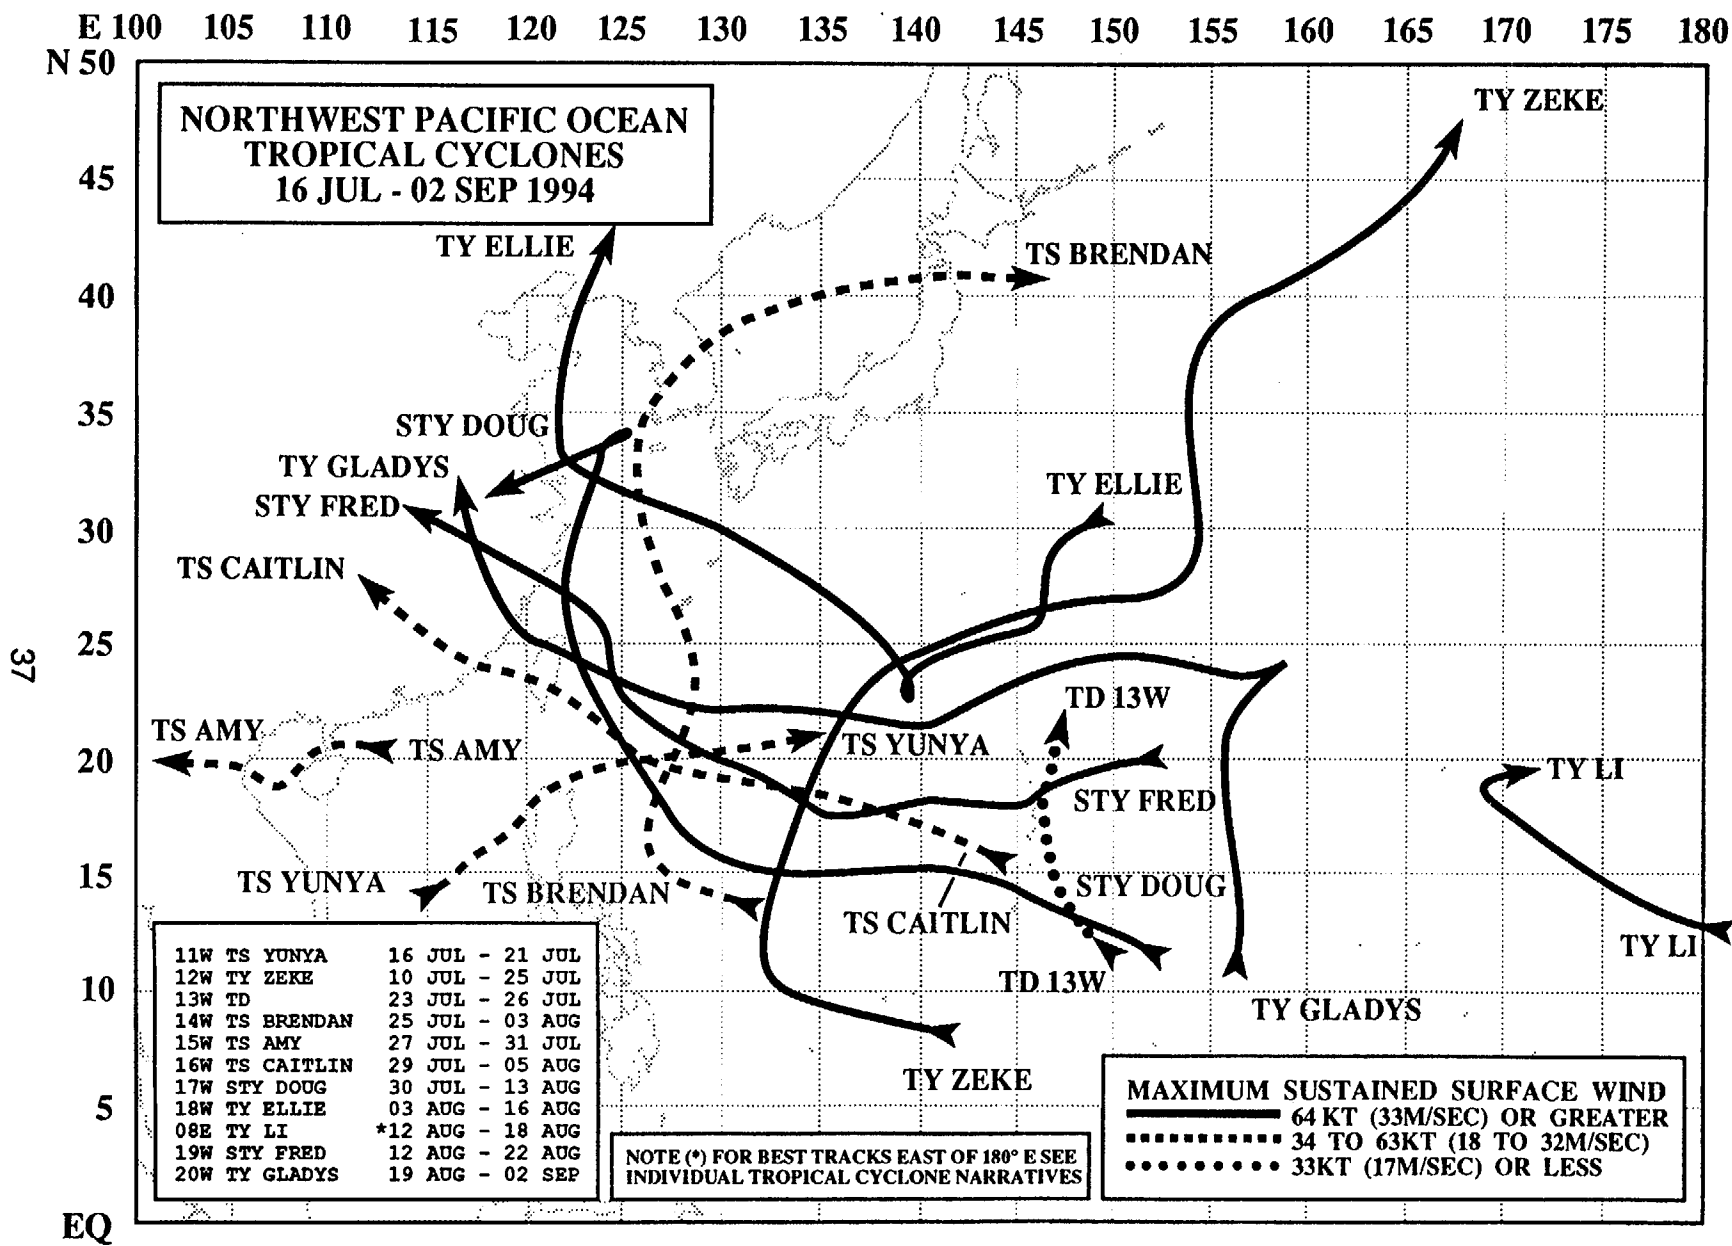 E 100 105 110 115 120 125 130 135 140 145 150 155 160 165 170 175 180
N 50
45
40
35
30
25
20
15
10
5
EQ
NORTHWEST PACIFIC OCEAN
TROPICAL CYCLONES
16 JUL - 02 SEP 1994
TY ZEKE
TY ELLIE
TS BRENDAN
STY DOUG
TY GLADYS
STY FRED
TY ELLIE
TS CAITLIN
37
TD 13W
TS AMY
TS AMY
TS YUNYA
TY LI
STY FRED
TS YUNYA
TS BRENDAN
STY DOUG
TS CAITLIN
TY LI
TD 13W
TY GLADYS
TY ZEKE
11W TS YUNYA 16 JUL - 21 JUL
12W TY ZEKE 10 JUL - 25 JUL
13W TD 23 JUL - 26 JUL
14W TS BRENDAN 25 JUL - 03 AUG
15W TS AMY 27 JUL - 31 JUL
16W TS CAITLIN 29 JUL - 05 AUG
17W STY DOUG 30 JUL - 13 AUG
18W TY ELLIE 03 AUG - 16 AUG
08E TY LI *12 AUG - 18 AUG
19W STY FRED 12 AUG - 22 AUG
20W TY GLADYS 19 AUG - 02 SEP
NOTE (*) FOR BEST TRACKS EAST OF 180° E SEE
INDIVIDUAL TROPICAL CYCLONE NARRATIVES
MAXIMUM SUSTAINED SURFACE WIND
64 KT (33M/SEC) OR GREATER
34 TO 63KT (18 TO 32M/SEC)
33KT (17M/SEC) OR LESS